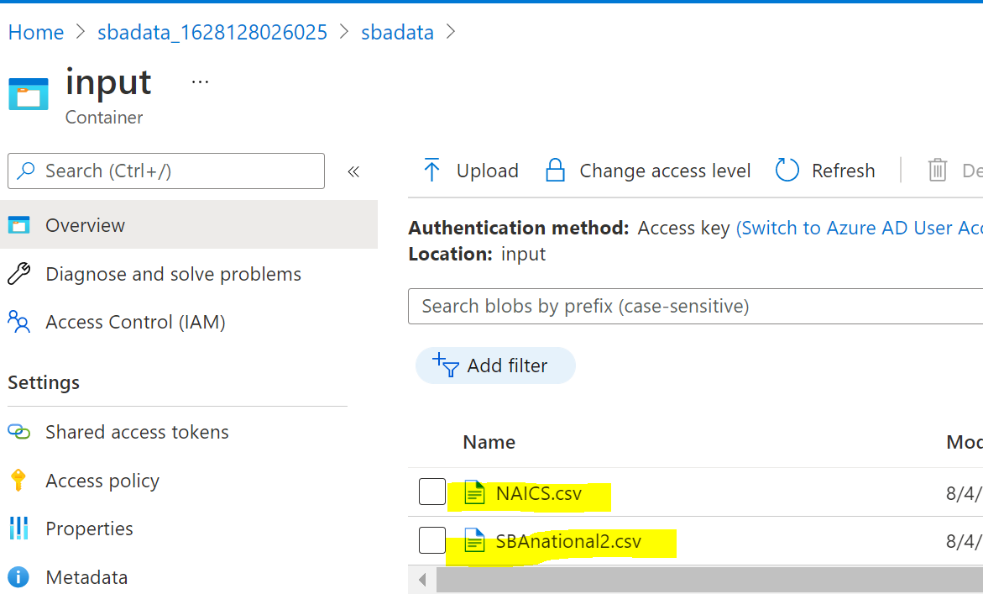 Home > sbadata_1628128026025 > sbadata >
input ...
Container
Search (Ctrl+/) «
Upload Change access level Refresh De
Overview
Authentication method: Access key (Switch to Azure AD User Acc
Location: input
Diagnose and solve problems
Search blobs by prefix (case-sensitive)
Access Control (IAM)
Add filter
Settings
Shared access tokens
Name Mod
Access policy
NAICS.csv 8/4/
Properties
SBAnational2.csv 8/4/
Metadata